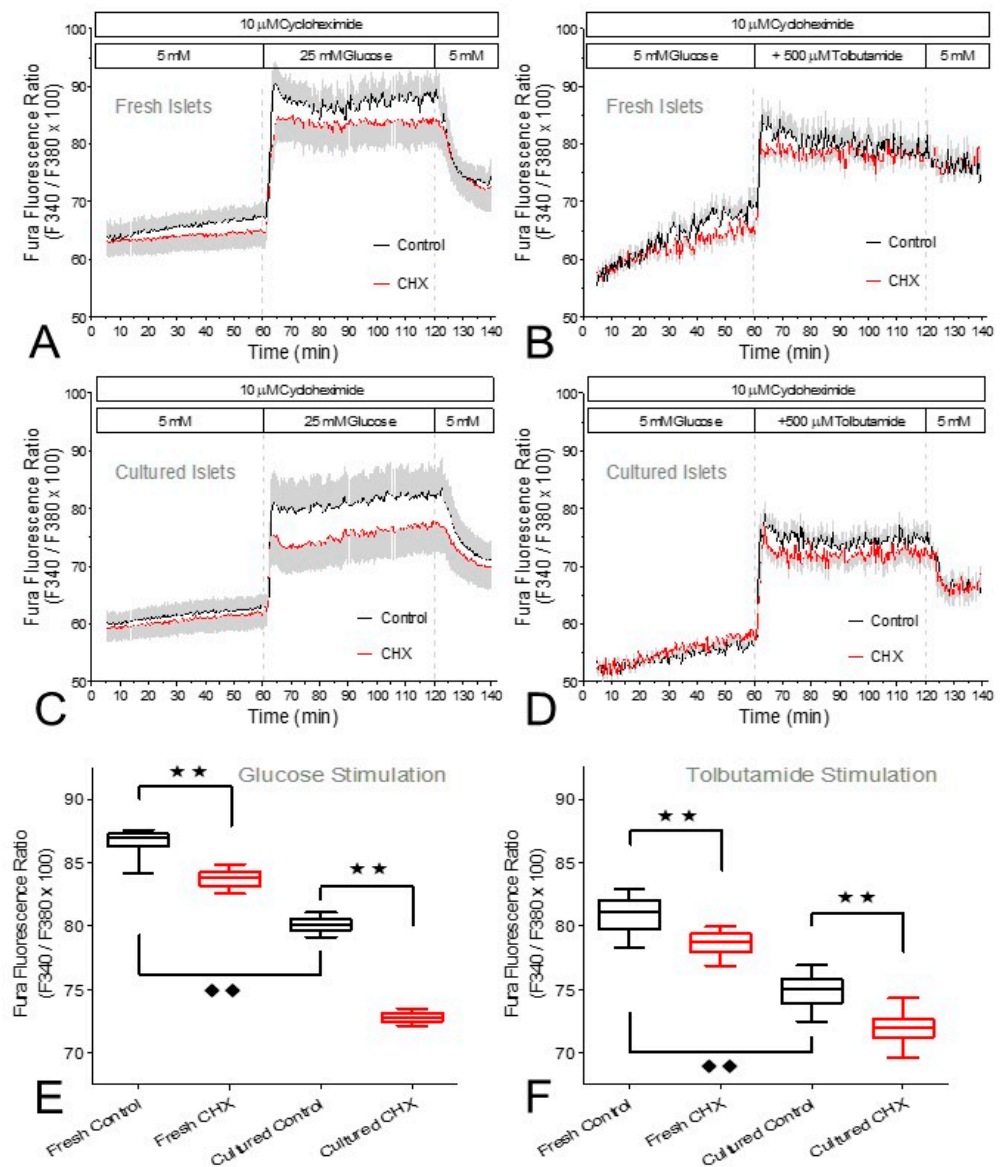 10 µM Cycloheximide
5 mM 25 mM Glucose 5 mM
Fura Fluorescence Ratio
(F340 / F380 x 100)
100
90
80
70
60
50
Fresh Islets
Control
CHX
0 10 20 30 40 50 60 70 80 90 100 110 120 130 140
Time (min)
A
10 µM Cycloheximide
5 mM Glucose + 500 µM Tolbutamide 5 mM
Fura Fluorescence Ratio
(F340 / F380 x 100)
100
90
80
70
60
50
Fresh Islets
Control
CHX
0 10 20 30 40 50 60 70 80 90 100 110 120 130 140
Time (min)
B
10 µM Cycloheximide
5 mM 25 mM Glucose 5 mM
Fura Fluorescence Ratio
(F340 / F380 x 100)
100
90
80
70
60
50
Cultured Islets
Control
CHX
0 10 20 30 40 50 60 70 80 90 100 110 120 130 140
Time (min)
C
10 µM Cycloheximide
5 mM Glucose +500 µM Tolbutamide 5 mM
Fura Fluorescence Ratio
(F340 / F380 x 100)
100
90
80
70
60
50
Cultured Islets
Control
CHX
0 10 20 30 40 50 60 70 80 90 100 110 120 130 140
Time (min)
D
Glucose Stimulation
Fura Fluorescence Ratio
(F340 / F380 x 100)
90
85
80
75
70
★★
★★
◆◆
E
Fresh Control
Fresh CHX
Cultured Control
Cultured CHX
Tolbutamide Stimulation
Fura Fluorescence Ratio
(F340 / F380 x 100)
90
85
80
75
70
★★
★★
◆◆
F
Fresh Control
Fresh CHX
Cultured Control
Cultured CHX